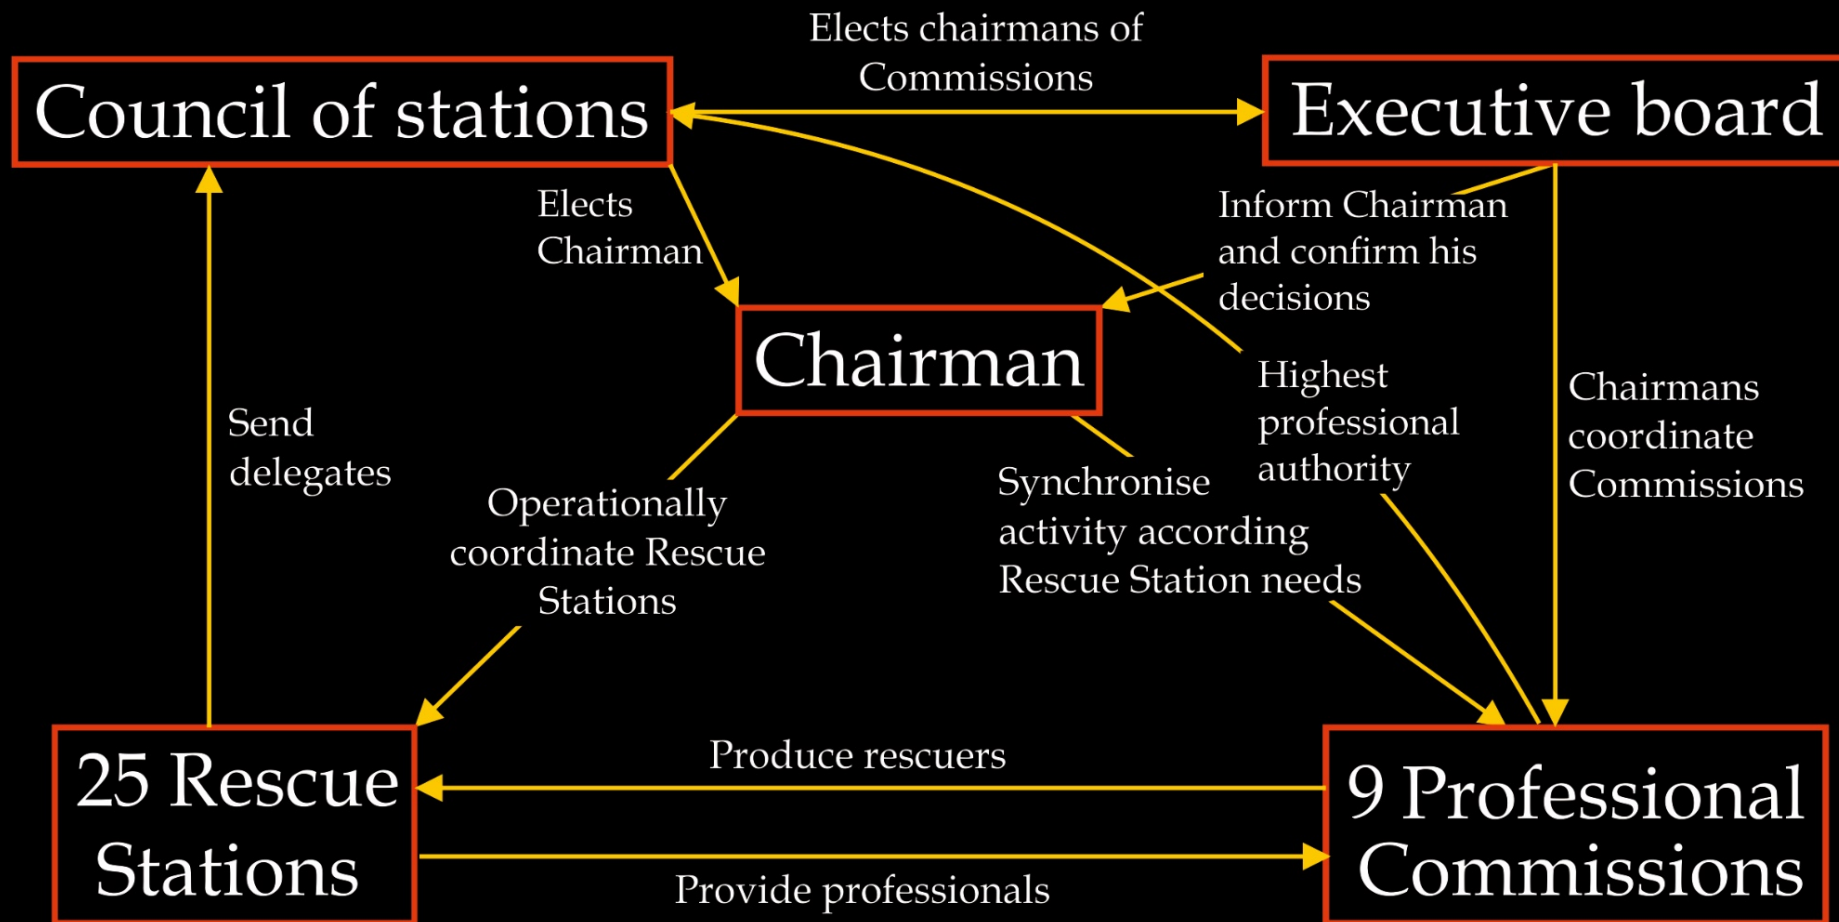 Elects chairmans of
Commissions
Council of stations
Executive board
Elects
Chairman
Inform Chairman
and confirm his
decisions
Chairman
Highest
professional
authority
Chairmans
coordinate
Commissions
Send
delegates
Operationally
coordinate Rescue
Stations
Synchronise
activity according
Rescue Station needs
25 Rescue
Stations
Produce rescuers
Provide professionals
9 Professional
Commissions